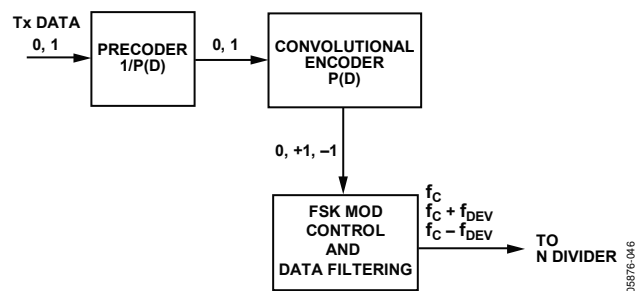 Tx DATA
0, 1
PRECODER
1/P(D)
0, 1
CONVOLUTIONAL
ENCODER
P(D)
0, +1, –1
FSK MOD
CONTROL
AND
DATA FILTERING
fC
fC + fDEV
fC – fDEV
TO
N DIVIDER
05876-046